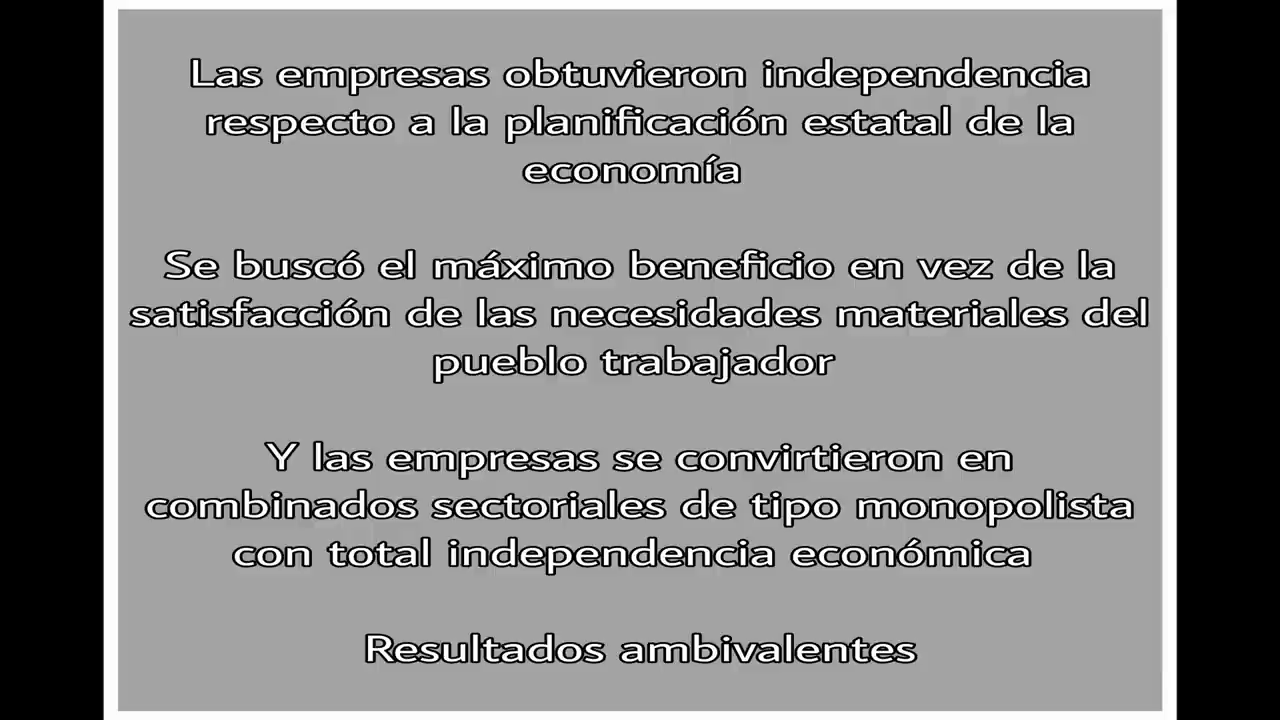 Las empresas obtuvieron independencia
respecto a la planificación estatal de la
economía
Se buscó el máximo beneficio en vez de la
satisfacción de las necesidades materiales del
pueblo trabajador
Y las empresas se convirtieron en
combinados sectoriales de tipo monopolista
con total independencia económica
Resultados ambivalentes